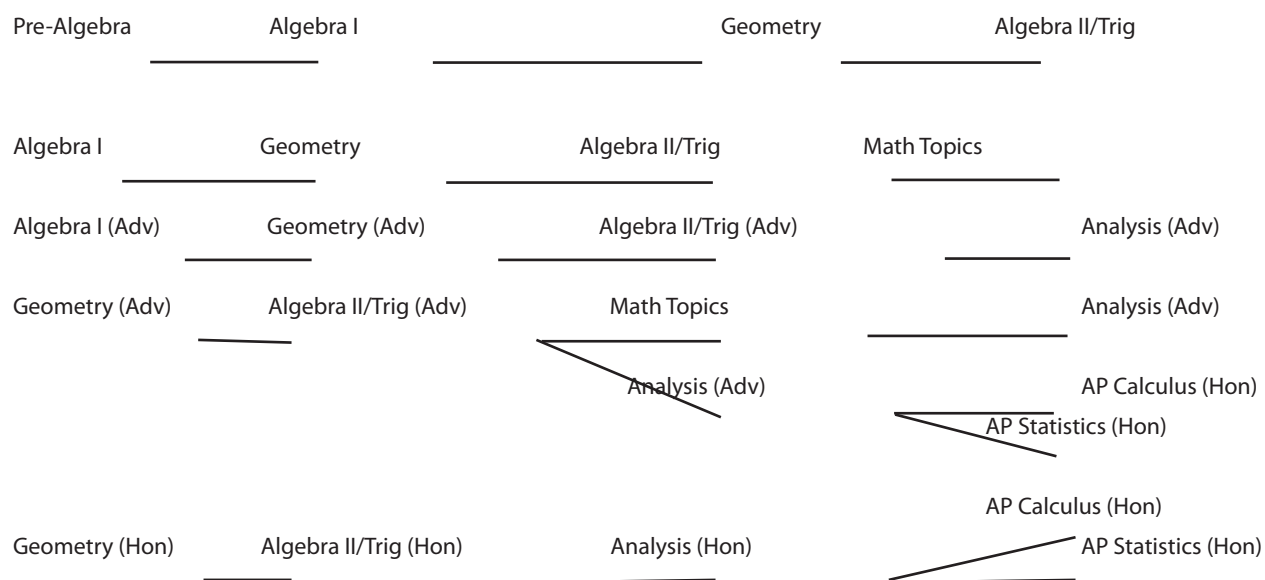 Pre-Algebra Algebra I Geometry Algebra II/Trig
Algebra I Geometry Algebra II/Trig Math Topics
Algebra I (Adv) Geometry (Adv) Algebra II/Trig (Adv) Analysis (Adv)
Geometry (Adv) Algebra II/Trig (Adv) Math Topics Analysis (Adv)
Analysis (Adv) AP Calculus (Hon)
AP Statistics (Hon)
AP Calculus (Hon)
Geometry (Hon) Algebra II/Trig (Hon) Analysis (Hon) AP Statistics (Hon)